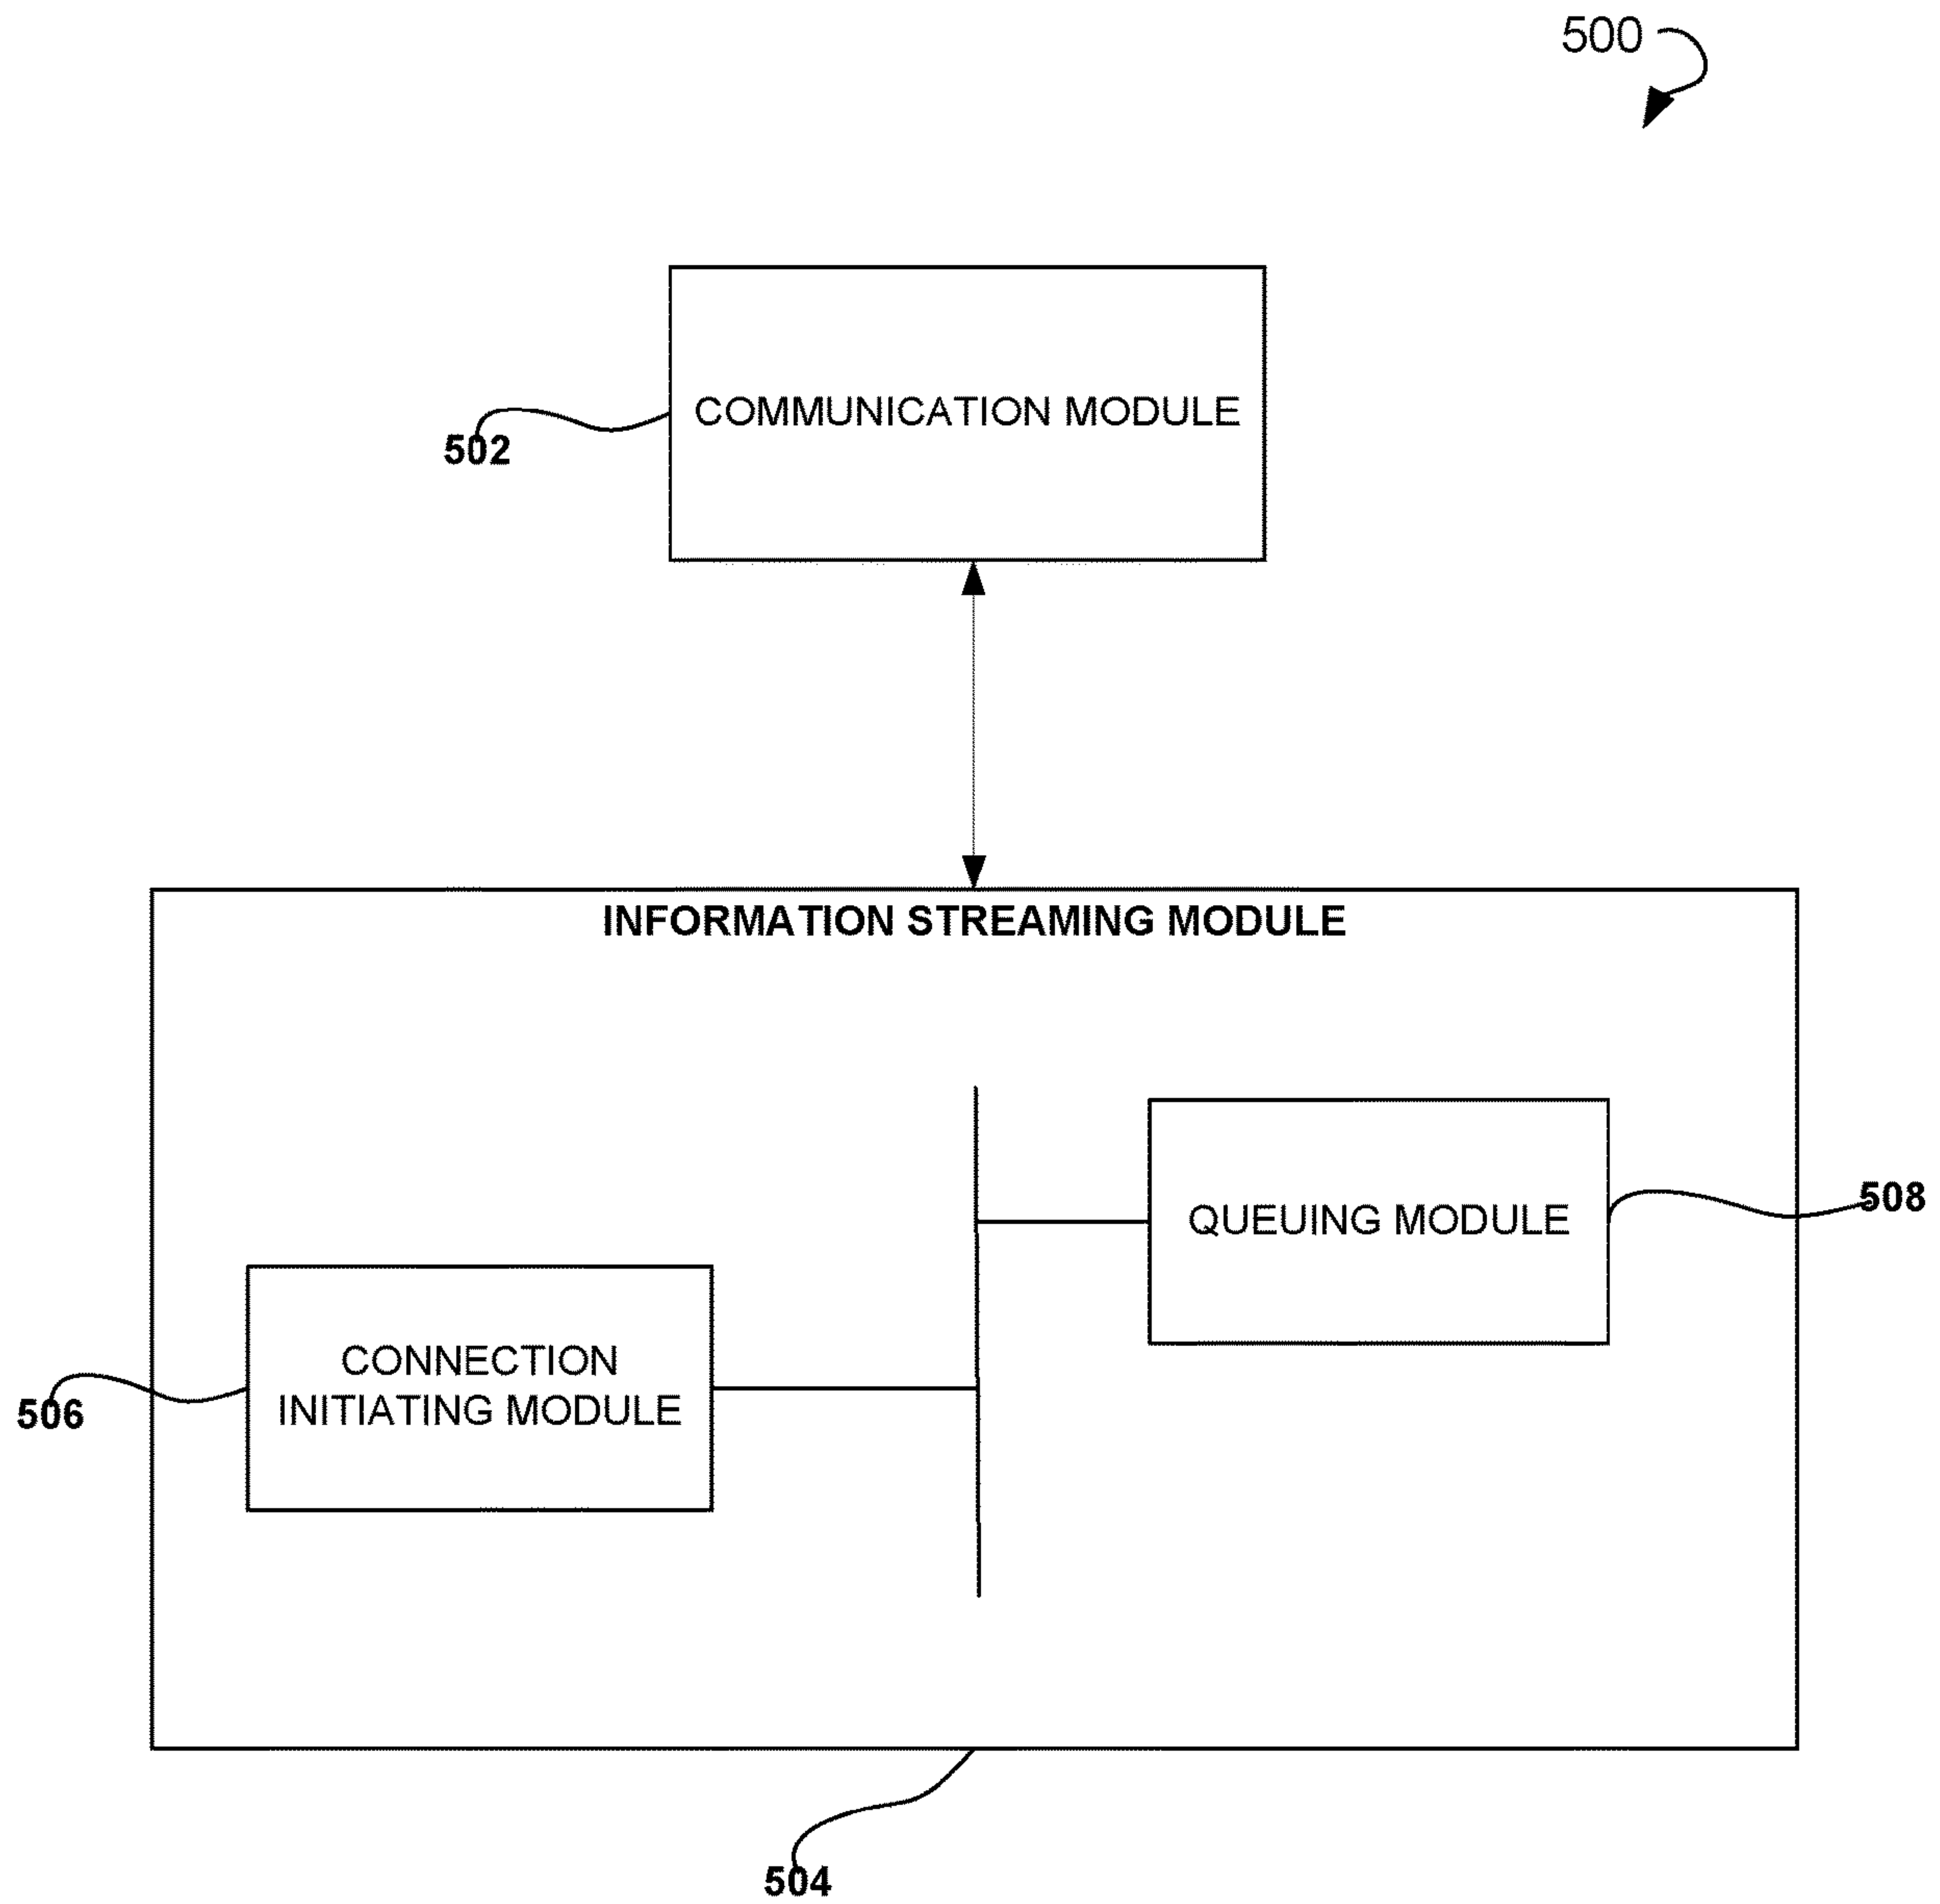 500
COMMUNICATION MODULE
502
INFORMATION STREAMING MODULE
QUEUING MODULE
508
CONNECTION
INITIATING MODULE
506
504